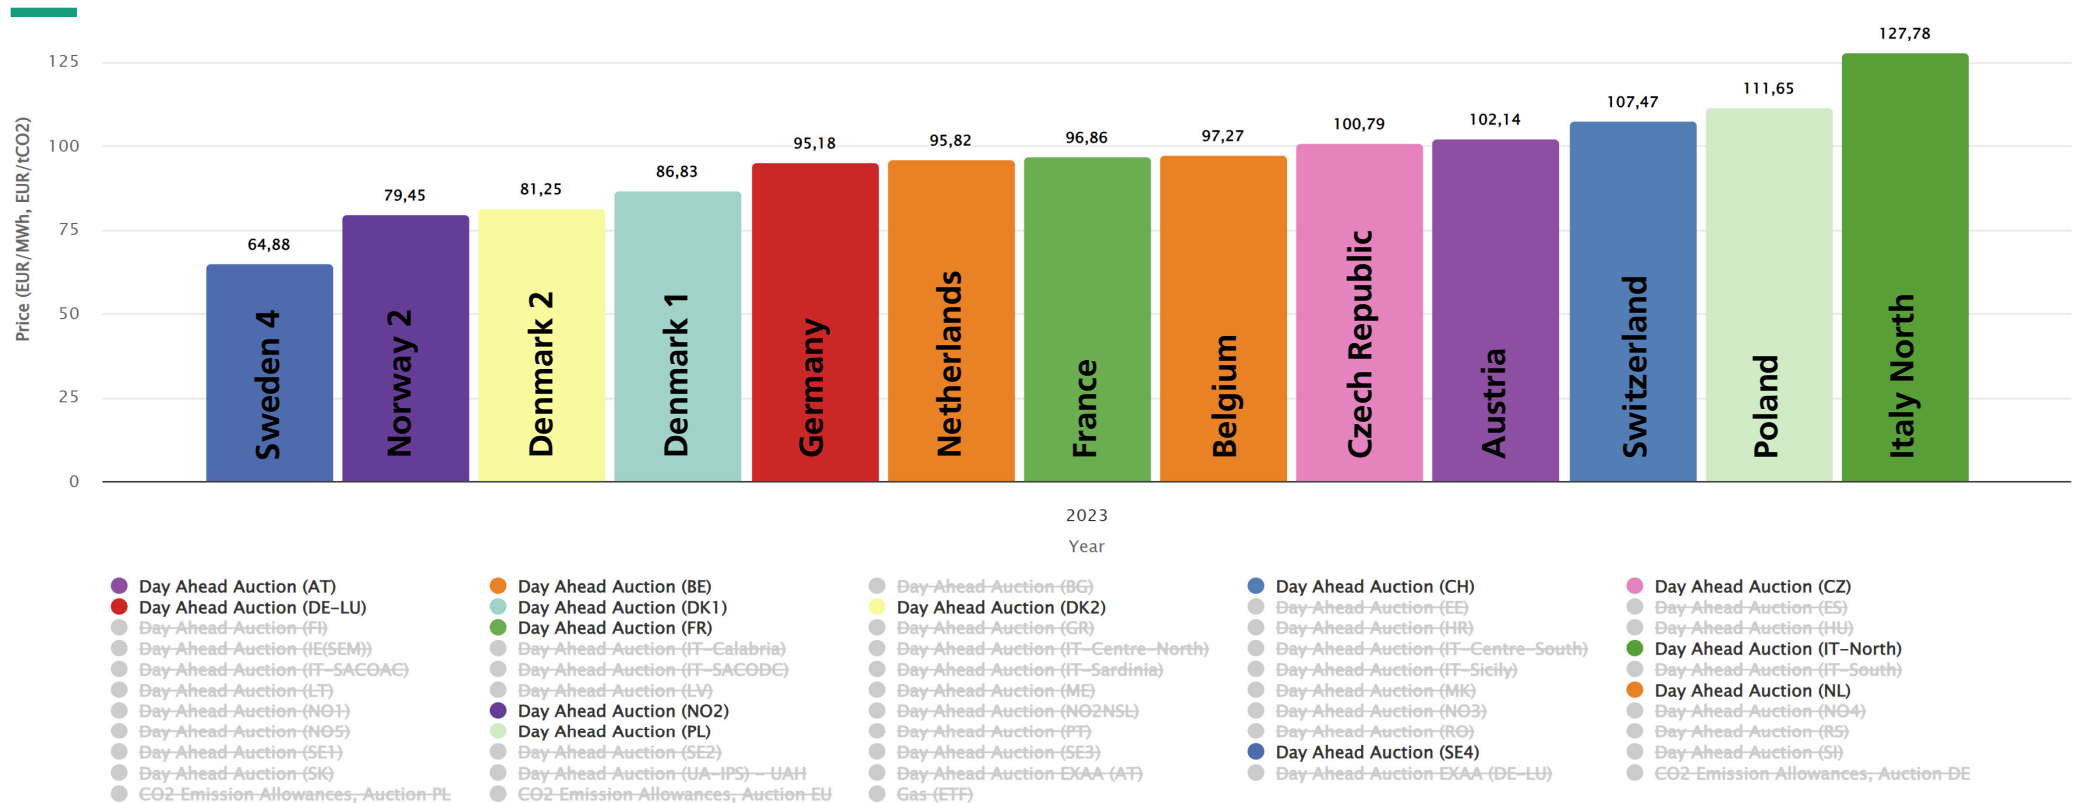 127,78
125
111,65
107,47
102,14
100,79
97,27
96,86
95,82
95,18
100
86,83
81,25
79,45
75
64,88
50
25
0
Price (EUR/MWh, EUR/tCO2)
Sweden 4
Norway 2
Denmark 2
Denmark 1
Germany
Netherlands
France
Belgium
Czech Republic
Austria
Switzerland
Poland
Italy North
2023
Year
Day Ahead Auction (AT)
Day Ahead Auction (BE)
Day Ahead Auction (BG)
Day Ahead Auction (CH)
Day Ahead Auction (CZ)
Day Ahead Auction (DE-LU)
Day Ahead Auction (DK1)
Day Ahead Auction (DK2)
Day Ahead Auction (EE)
Day Ahead Auction (ES)
Day Ahead Auction (FI)
Day Ahead Auction (FR)
Day Ahead Auction (GR)
Day Ahead Auction (HR)
Day Ahead Auction (HU)
Day Ahead Auction (IE(SEM))
Day Ahead Auction (IT-Calabria)
Day Ahead Auction (IT-Centre-North)
Day Ahead Auction (IT-Centre-South)
Day Ahead Auction (IT-North)
Day Ahead Auction (IT-SACOAC)
Day Ahead Auction (IT-SACODC)
Day Ahead Auction (IT-Sardinia)
Day Ahead Auction (IT-Sicily)
Day Ahead Auction (IT-South)
Day Ahead Auction (LT)
Day Ahead Auction (LV)
Day Ahead Auction (ME)
Day Ahead Auction (MK)
Day Ahead Auction (NL)
Day Ahead Auction (NO1)
Day Ahead Auction (NO2)
Day Ahead Auction (NO2NSL)
Day Ahead Auction (NO3)
Day Ahead Auction (NO4)
Day Ahead Auction (NO5)
Day Ahead Auction (PL)
Day Ahead Auction (PT)
Day Ahead Auction (RO)
Day Ahead Auction (RS)
Day Ahead Auction (SE1)
Day Ahead Auction (SE2)
Day Ahead Auction (SE3)
Day Ahead Auction (SE4)
Day Ahead Auction (SI)
Day Ahead Auction (SK)
Day Ahead Auction (UA-IPS) - UAH
Day Ahead Auction EXAA (AT)
Day Ahead Auction EXAA (DE-LU)
CO2 Emission Allowances, Auction DE
CO2 Emission Allowances, Auction PL
CO2 Emission Allowances, Auction EU
Gas (ETF)